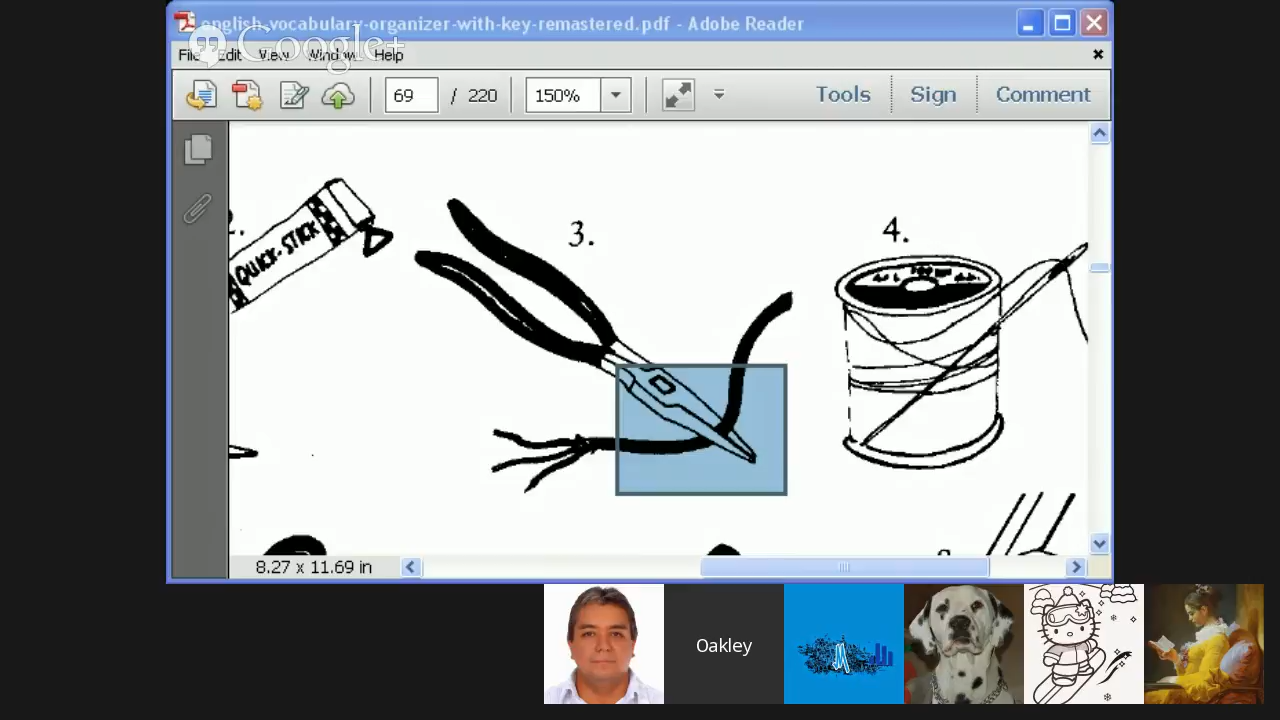 english-vocabulary-organizer-with-key-remastered.pdf - Adobe Reader
Google+
File Edit View Window Help
69 / 220 150% Tools Sign Comment
2.
QUICK-STICK
3.
4.
8.27 x 11.69 in
Oakley